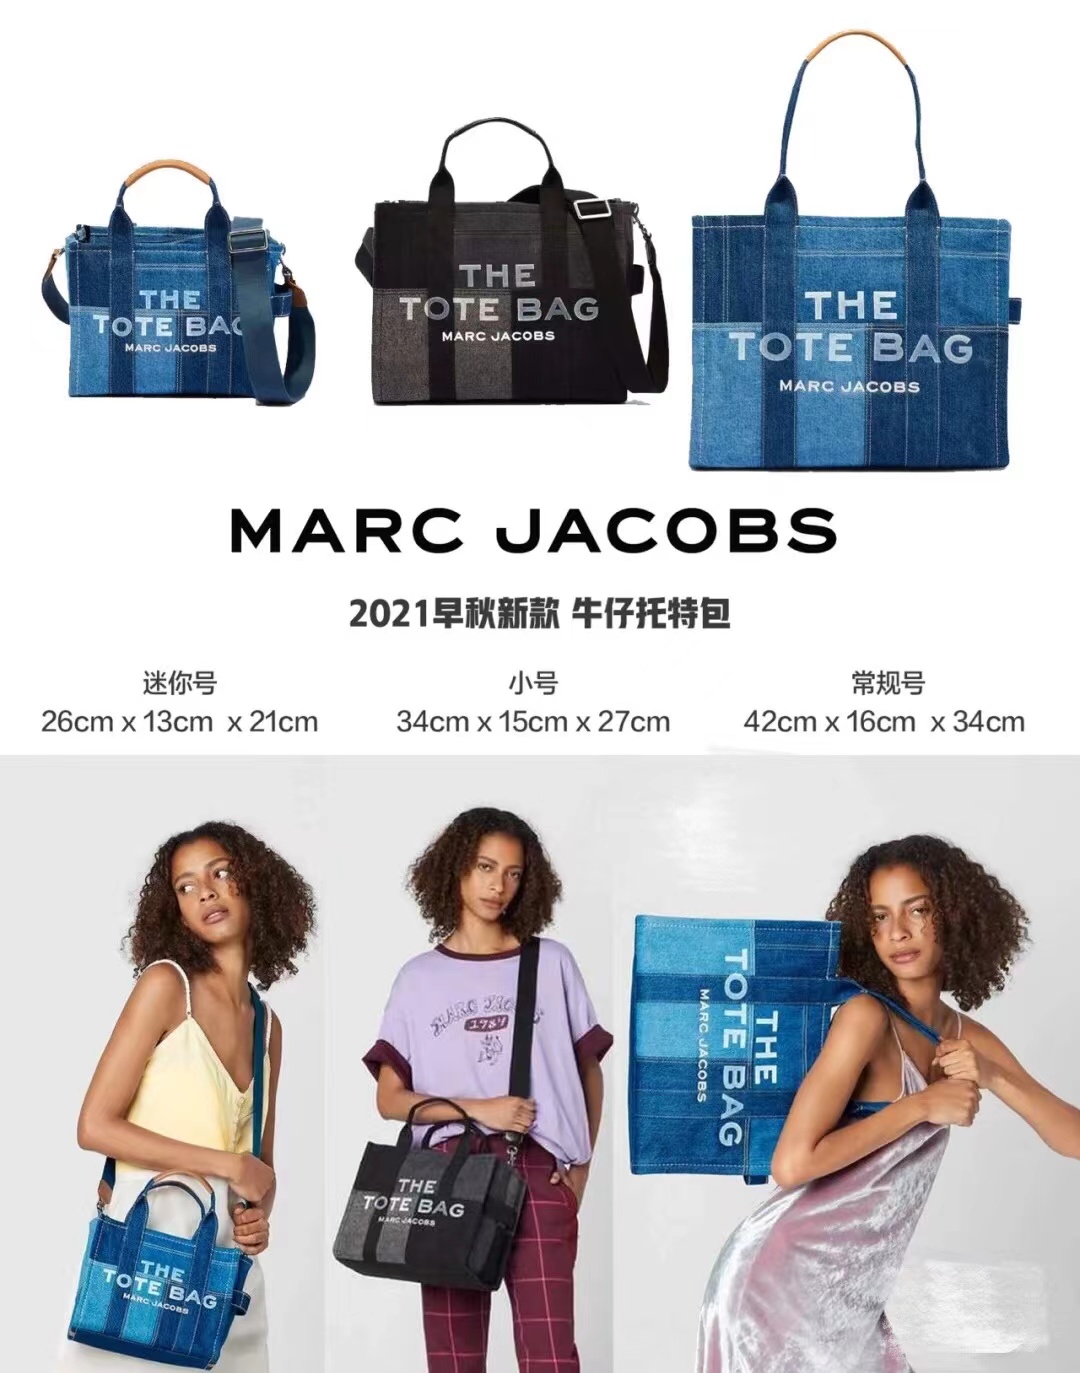 THE
TOTE BAG
MARC JACOBS
THE
TOTE BAG
MARC JACOBS
THE
TOTE BAG
MARC JACOBS
MARC JACOBS
2021早秋新款 牛仔托特包
迷你号
26cm x 13cm x 21cm
小号
34cm x 15cm x 27cm
常规号
42cm x 16cm x 34cm
THE
TOTE BAG
MARC JACOBS
MARC
THE
TOTE BAG
MARC JACOBS
THE
TOTE BAG
MARC JACOBS